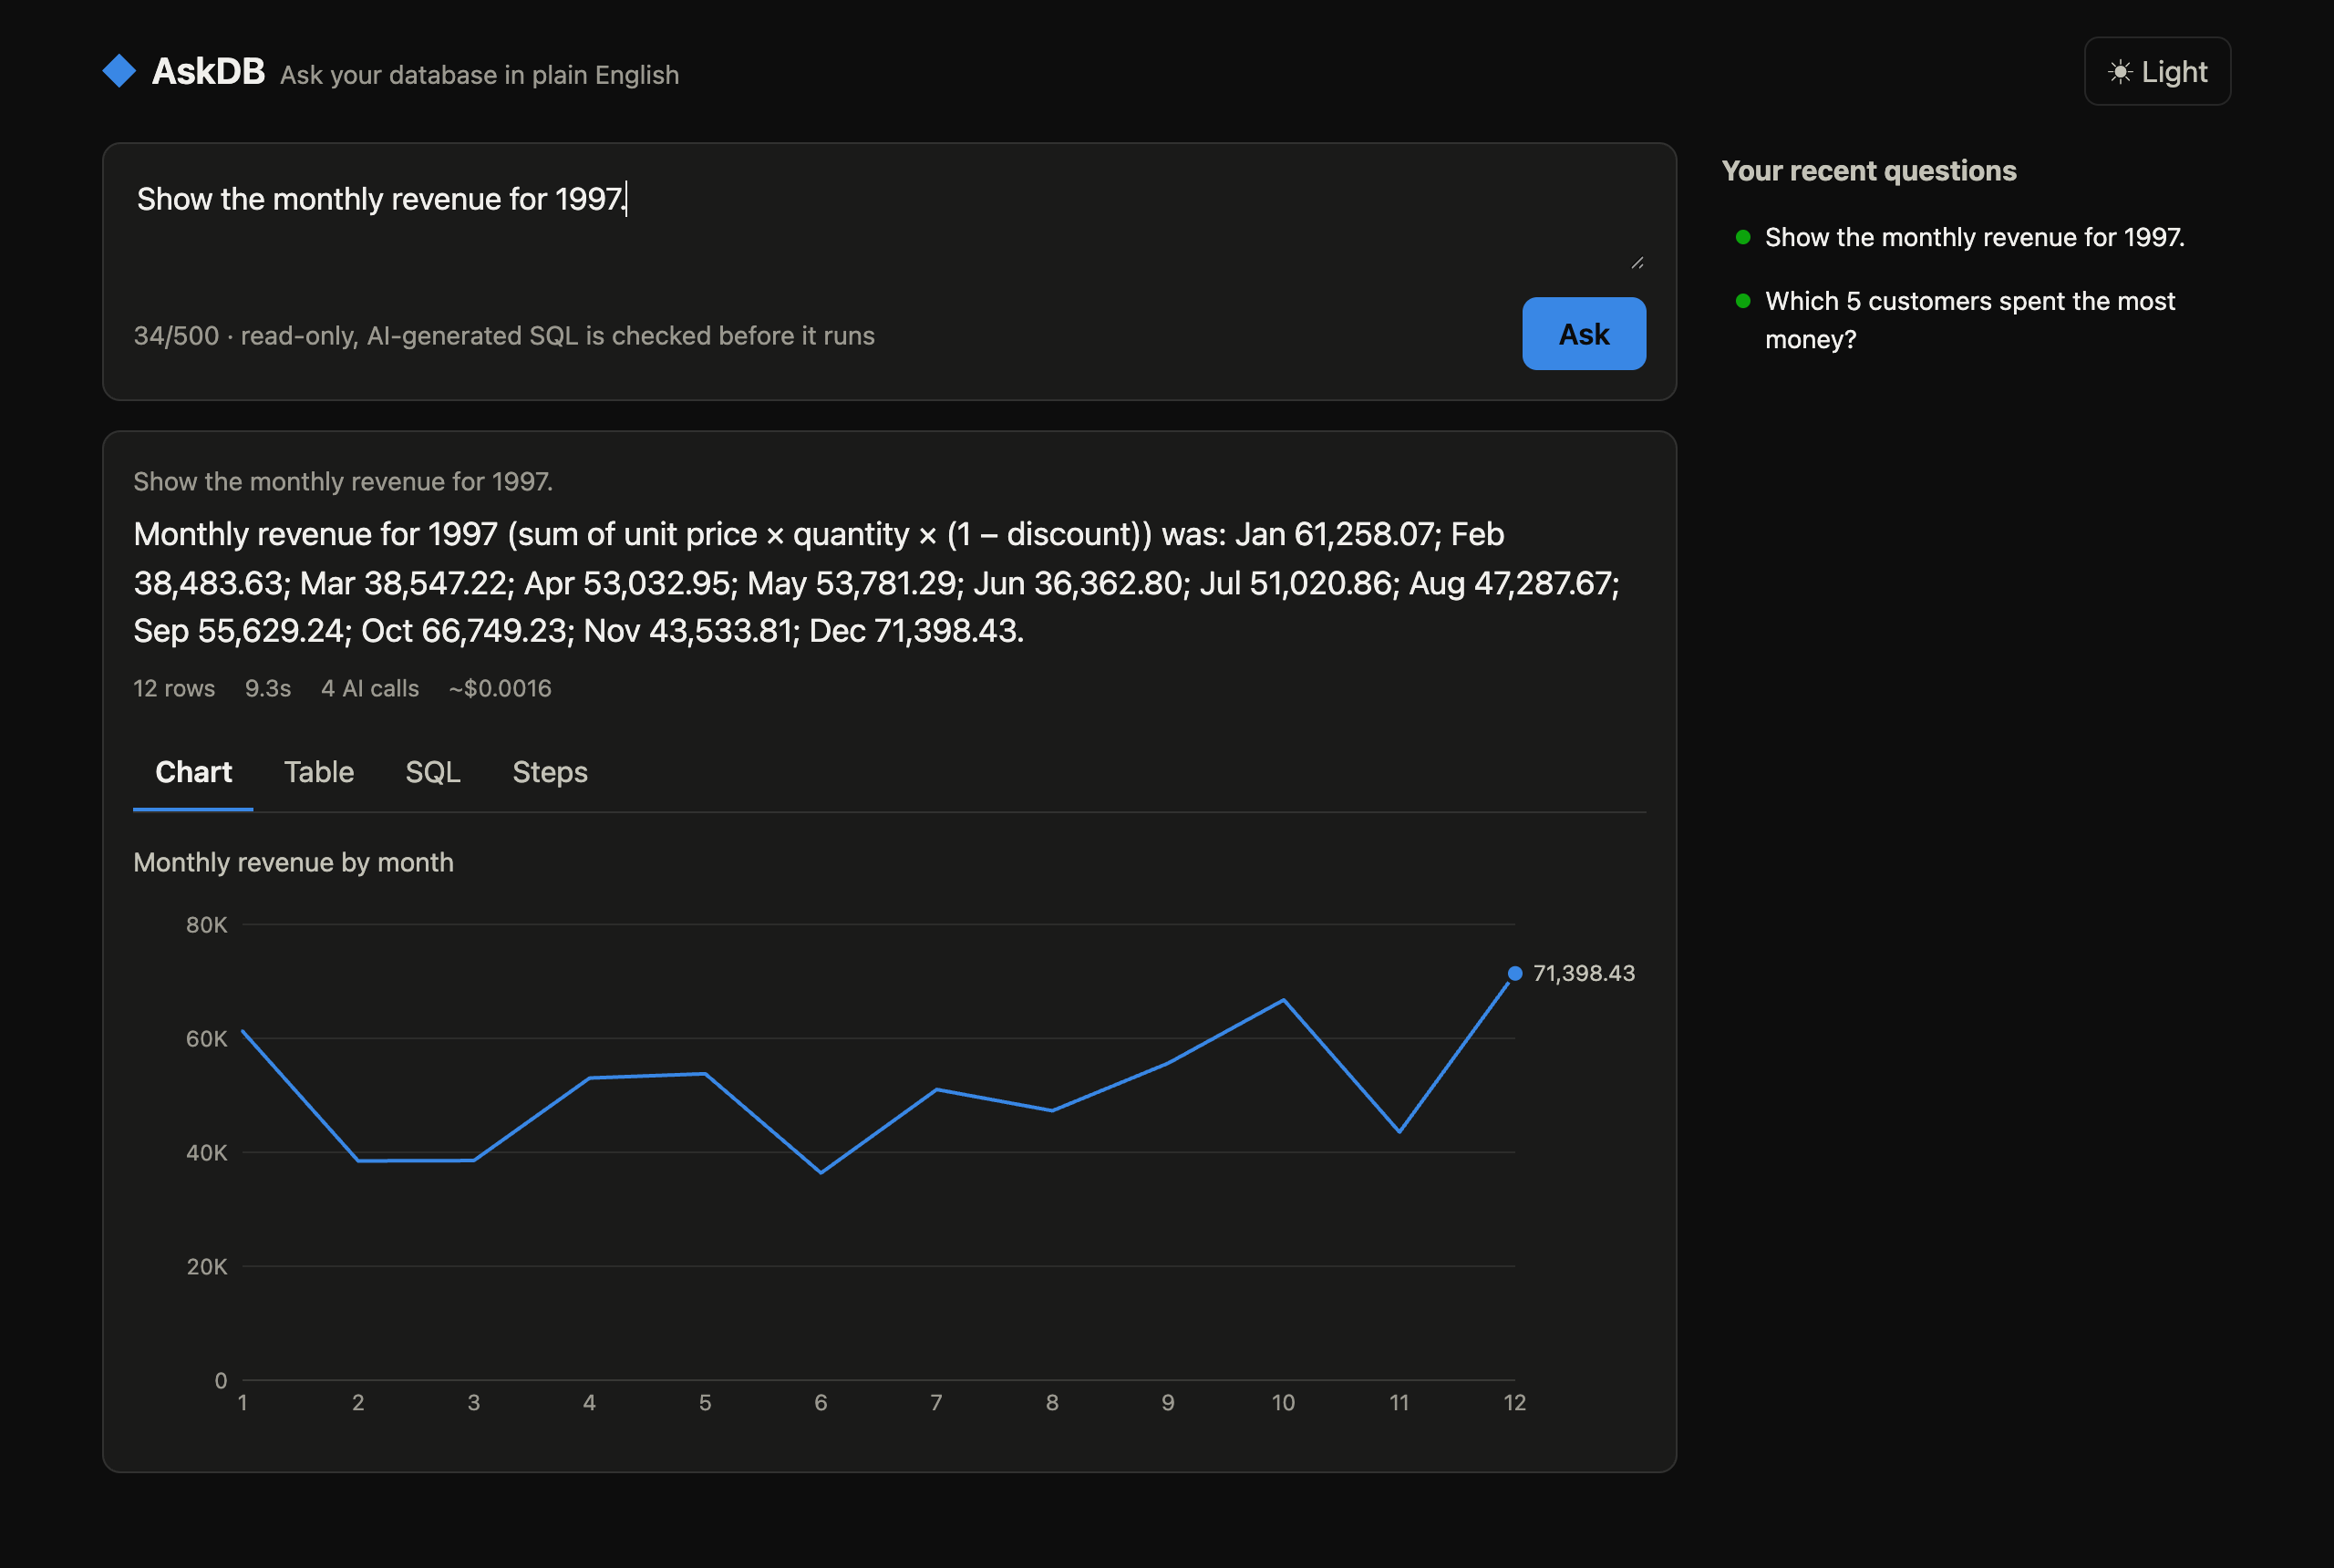 AskDB Ask your database in plain English
☀ Light
Show the monthly revenue for 1997.
34/500 · read-only, AI-generated SQL is checked before it runs
Ask
Your recent questions
Show the monthly revenue for 1997.
Which 5 customers spent the most
money?
Show the monthly revenue for 1997.
Monthly revenue for 1997 (sum of unit price × quantity × (1 – discount)) was: Jan 61,258.07; Feb
38,483.63; Mar 38,547.22; Apr 53,032.95; May 53,781.29; Jun 36,362.80; Jul 51,020.86; Aug 47,287.67;
Sep 55,629.24; Oct 66,749.23; Nov 43,533.81; Dec 71,398.43.
12 rows 9.3s 4 AI calls ~$0.0016
Chart Table SQL Steps
Monthly revenue by month
80K
71,398.43
60K
40K
20K
0
1 2 3 4 5 6 7 8 9 10 11 12